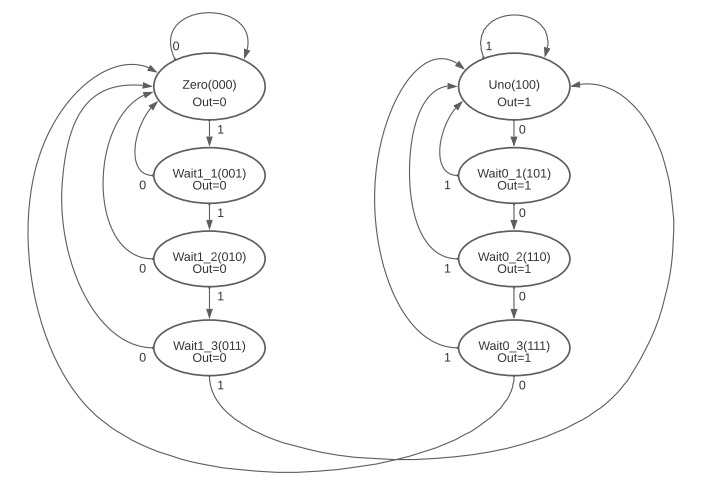 0
1
Zero(000)
Out=0
Uno(100)
Out=1
1
0
Wait1_1(001)
Out=0
Wait0_1(101)
Out=1
0
1
1
0
Wait1_2(010)
Out=0
Wait0_2(110)
Out=1
0
1
1
0
Wait1_3(011)
Out=0
Wait0_3(111)
Out=1
0
1
1
0